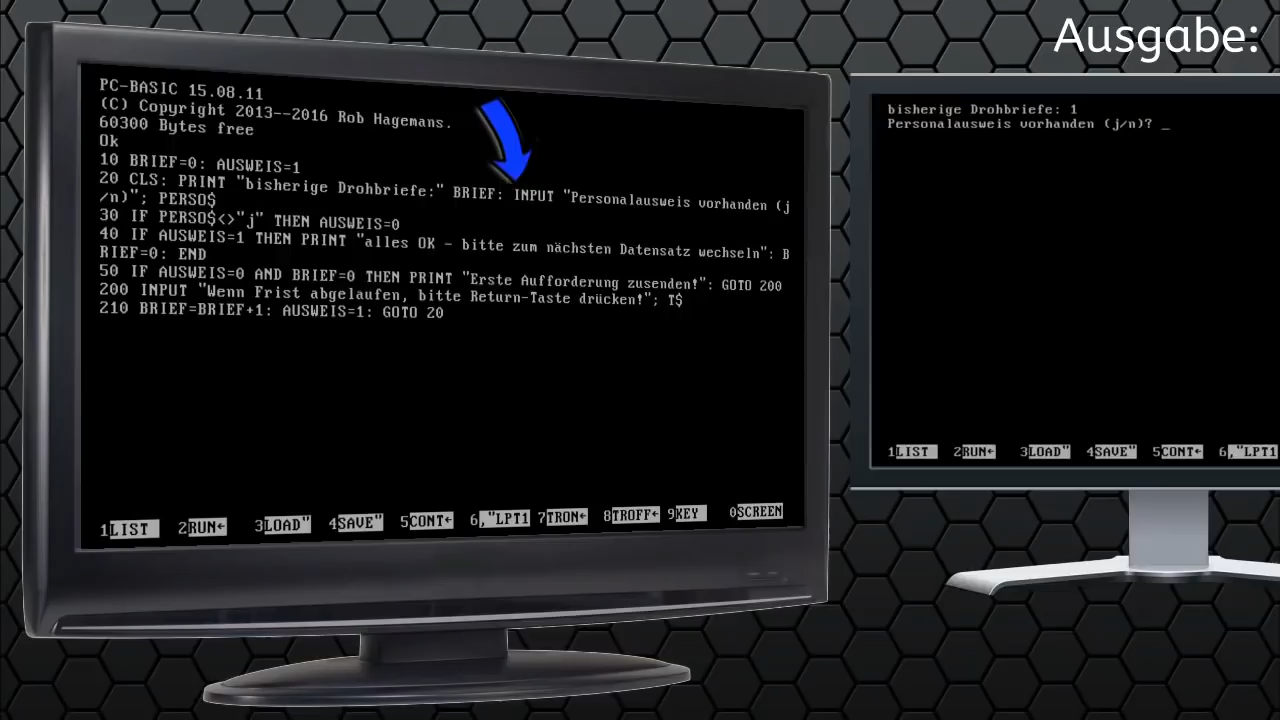 Ausgabe:
PC-BASIC 15.08.11
(C) Copyright 2013--2016 Rob Hagemans.
60300 Bytes free
Ok
10 BRIEF=0: AUSWEIS=1
20 CLS: PRINT "bisherige Drohbriefe:" BRIEF: INPUT "Personalausweis vorhanden (j
/n)"; PERSO$
30 IF PERSO$<>"j" THEN AUSWEIS=0
40 IF AUSWEIS=1 THEN PRINT "alles OK - bitte zum nächsten Datensatz wechseln": B
RIEF=0: END
50 IF AUSWEIS=0 AND BRIEF=0 THEN PRINT "Erste Aufforderung zusenden!": GOTO 200
200 INPUT "Wenn Frist abgelaufen, bitte Return-Taste drücken!"; T$
210 BRIEF=BRIEF+1: AUSWEIS=1: GOTO 20
1LIST 2RUN← 3LOAD" 4SAVE" 5CONT← 6,"LPT1 7TRON← 8TROFF← 9KEY 0SCREEN
bisherige Drohbriefe: 1
Personalausweis vorhanden (j/n)? _
1LIST 2RUN← 3LOAD" 4SAVE" 5CONT← 6,"LPT1